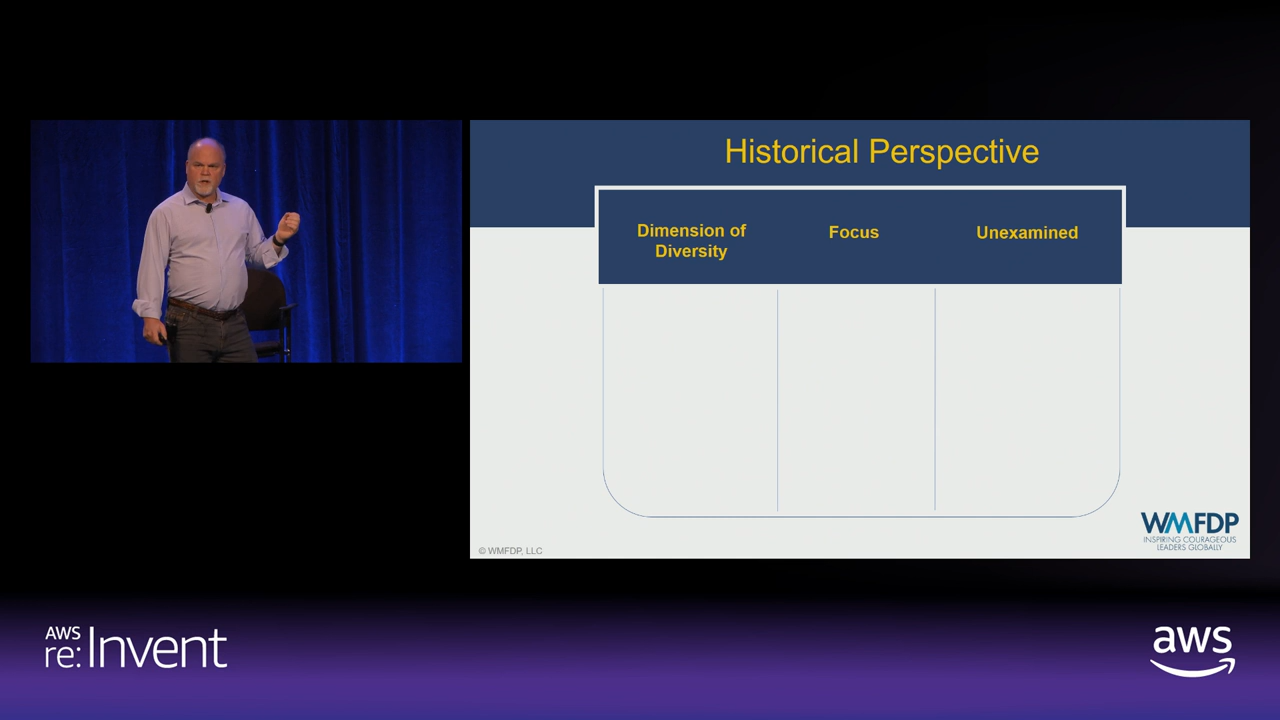 Historical Perspective
Dimension of
Diversity
Focus
Unexamined
WMFDP
INSPIRING COURAGEOUS
LEADERS GLOBALLY
© WMFDP, LLC
AWS
re:Invent
aws